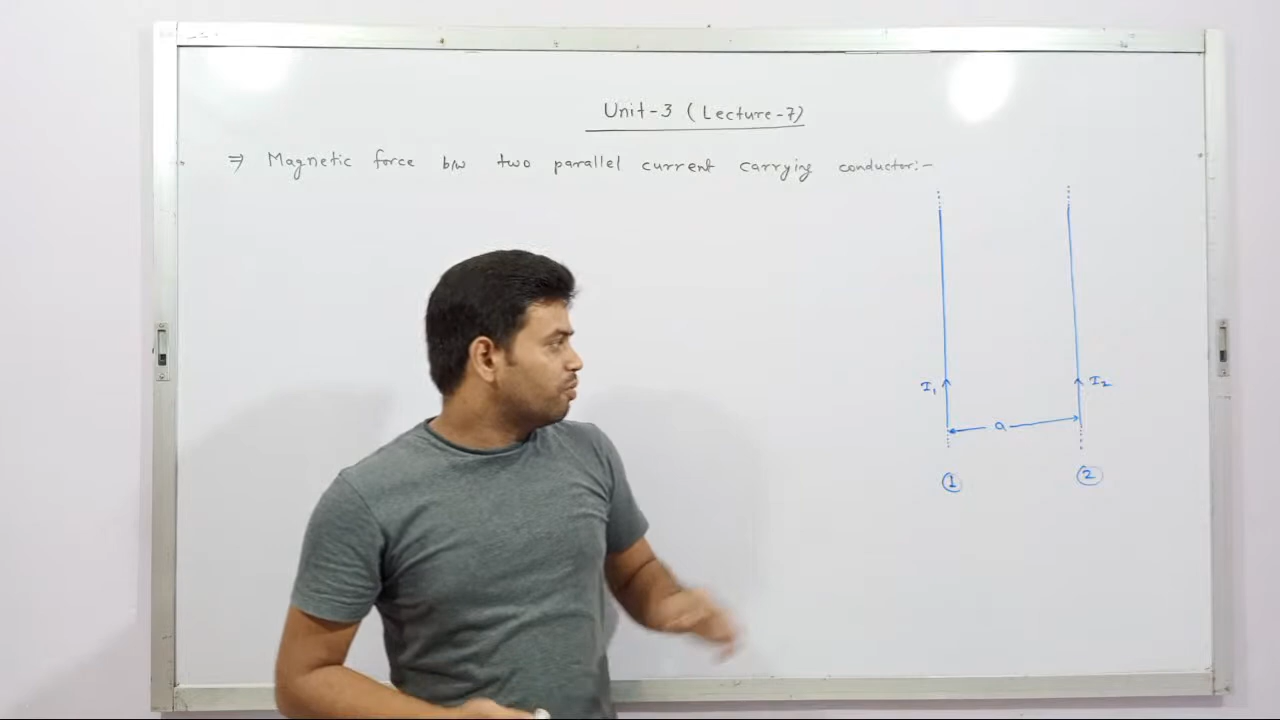 Unit-3 (Lecture-7)
⇒ Magnetic force b/w two parallel current carrying conductor:-
I₁
I₂
a
①
②